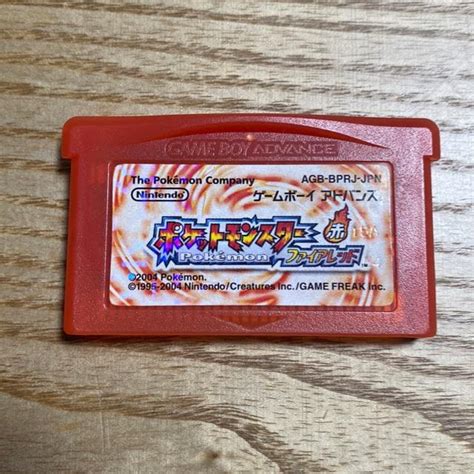 GAME BOY ADVANCE
The Pokémon Company
AGB-BPRJ-JPN
Nintendo
ゲームボーイ アドバンス
ポケットモンスター
赤
Pokémon
ファイアレッド
TM
©2004 Pokémon.
©1995-2004 Nintendo/Creatures Inc./GAME FREAK Inc.